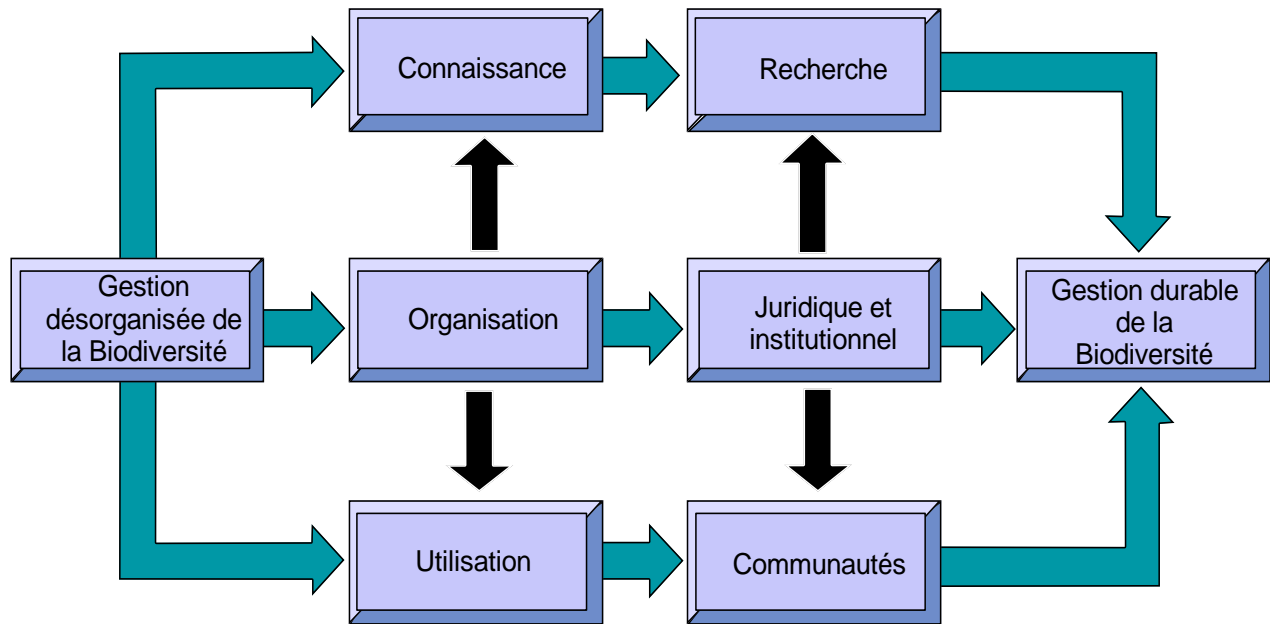 Connaissance
Recherche
Gestion
désorganisée de
la Biodiversité
Organisation
Juridique et
institutionnel
Gestion durable
de la
Biodiversité
Utilisation
Communautés